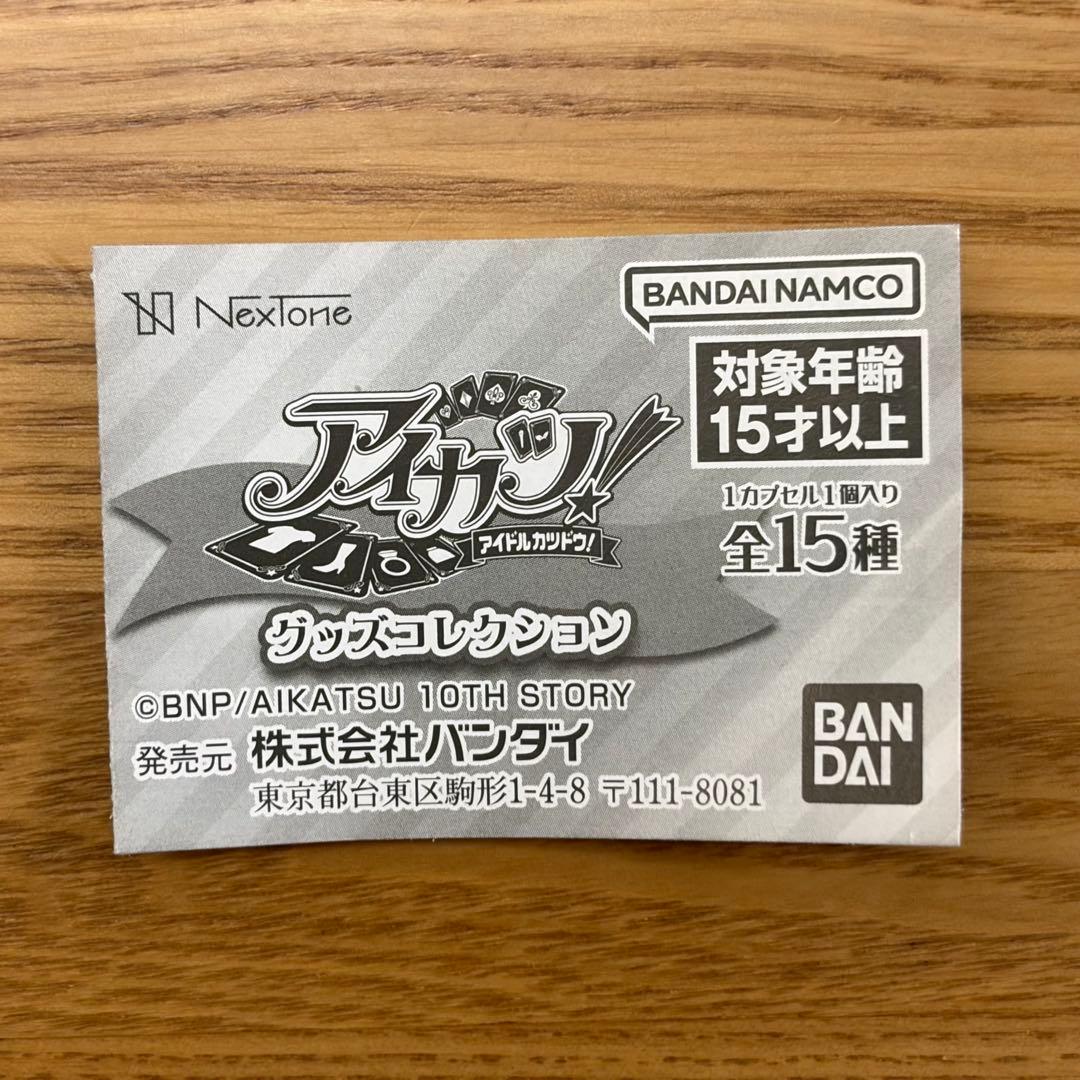 NexTone
BANDAI NAMCO
対象年齢
15才以上
アイカツ!
アイドルカツドウ!
1カプセル1個入り
全15種
グッズコレクション
©BNP/AIKATSU 10TH STORY
発売元 株式会社バンダイ
東京都台東区駒形1-4-8 〒111-8081
BAN
DAI